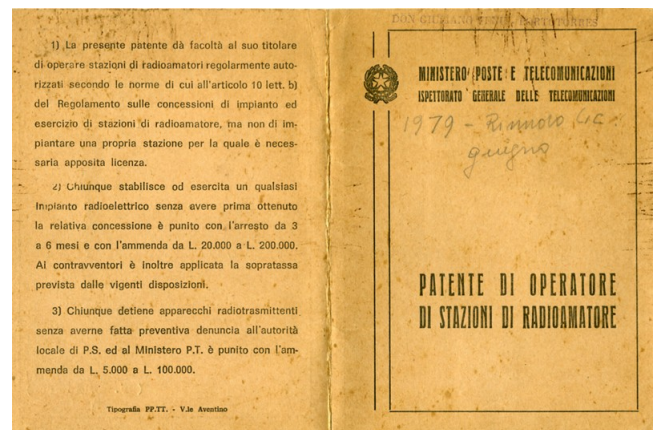 1) La presente patente dà facoltà al suo titolare
di operare stazioni di radioamatori regolarmente auto-
rizzati secondo le norme di cui all'articolo 10 lett. b)
del Regolamento sulle concessioni di impianto ed
esercizio di stazioni di radioamatore, ma non di im-
piantare una propria stazione per la quale è neces-
saria apposita licenza.
2) Chiunque stabilisce od esercita un qualsiasi
impianto radioelettrico senza avere prima ottenuto
la relativa concessione è punito con l'arresto da 3
a 6 mesi e con l'ammenda da L. 20.000 a L. 200.000.
Ai contravventori è inoltre applicata la sopratassa
prevista dalle vigenti disposizioni.
3) Chiunque detiene apparecchi radiotrasmittenti
senza averne fatta preventiva denuncia all'autorità
locale di P.S. ed al Ministero P.T. è punito con l'am-
menda da L. 5.000 a L. 100.000.
Tipografia PP.TT. - V.le Aventino
DON
MINISTERO POSTE E TELECOMUNICAZIONI
ISPETTORATO GENERALE DELLE TELECOMUNICAZIONI
1979 - Rinnovo
giugno
PATENTE DI OPERATORE
DI STAZIONI DI RADIOAMATORE